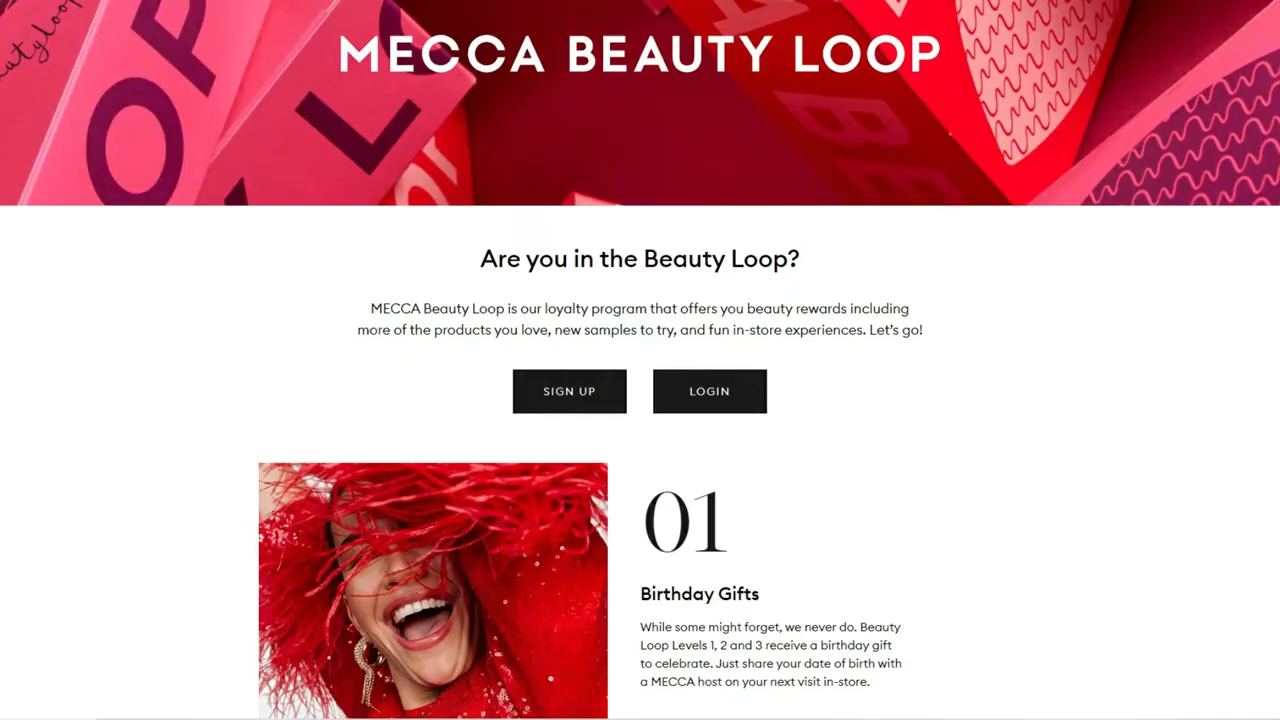 MECCA BEAUTY LOOP
Are you in the Beauty Loop?
MECCA Beauty Loop is our loyalty program that offers you beauty rewards including
more of the products you love, new samples to try, and fun in-store experiences. Let's go!
SIGN UP
LOGIN
01
Birthday Gifts
While some might forget, we never do. Beauty
Loop Levels 1, 2 and 3 receive a birthday gift
to celebrate. Just share your date of birth with
a MECCA host on your next visit in-store.